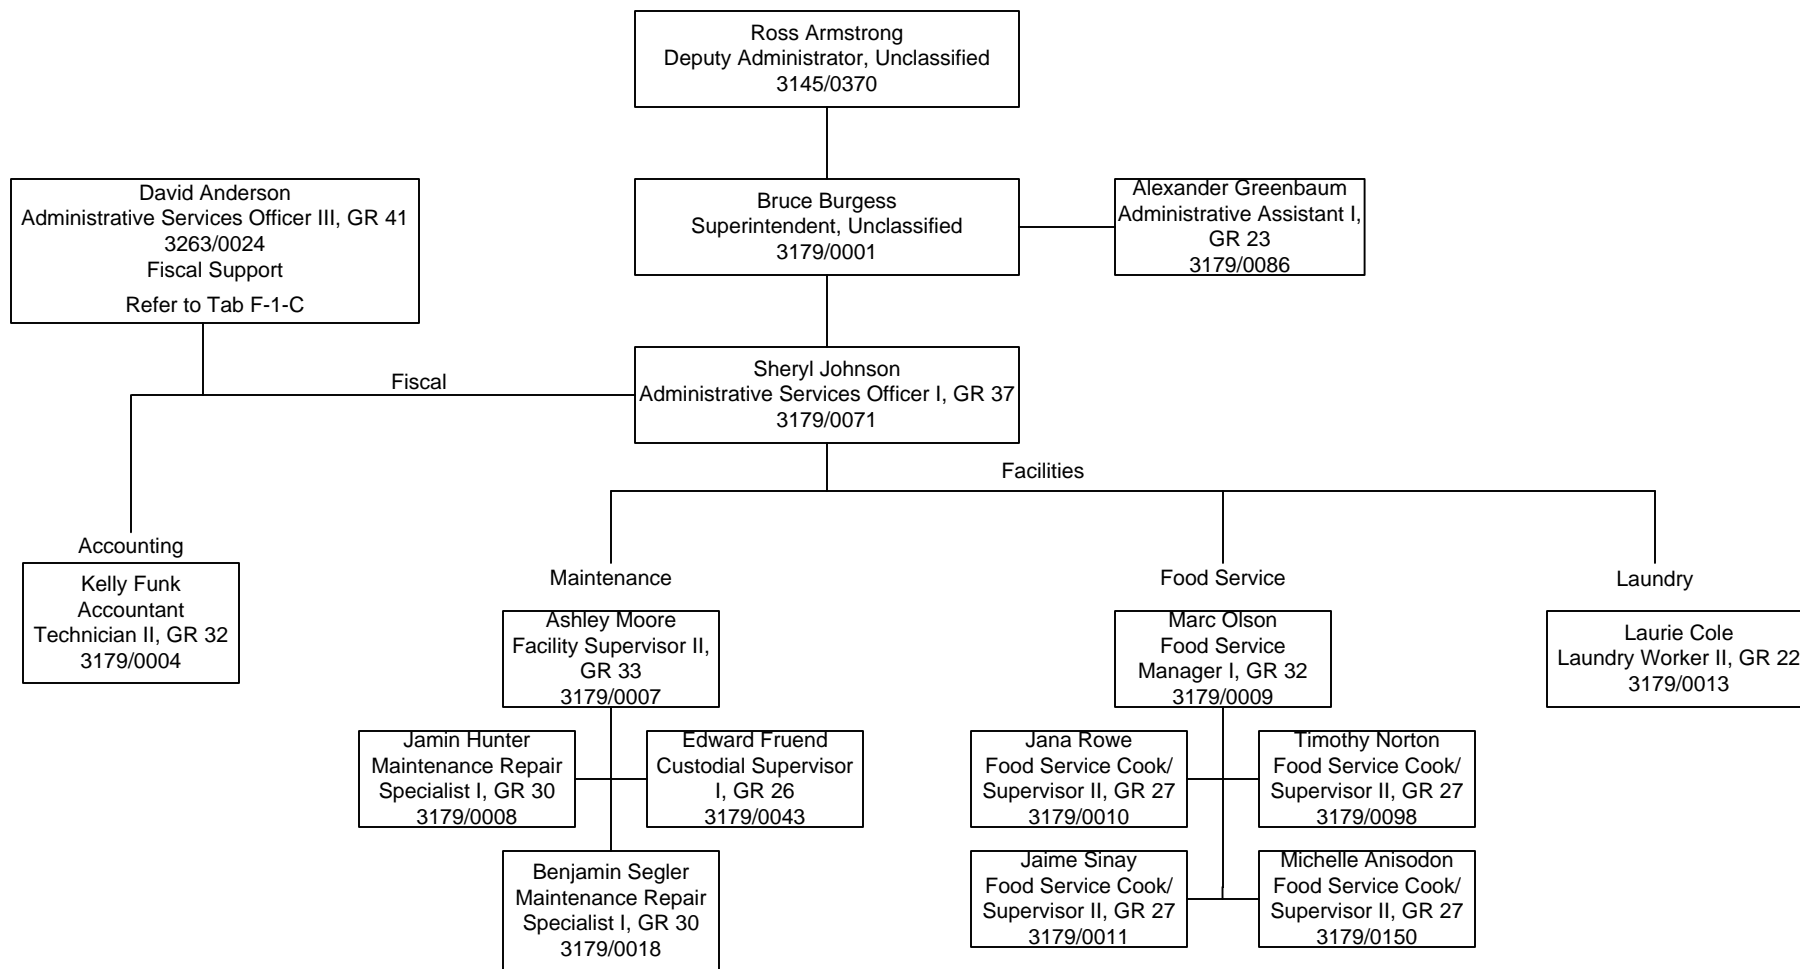 Ross Armstrong
Deputy Administrator, Unclassified
3145/0370
David Anderson
Administrative Services Officer III, GR 41
3263/0024
Fiscal Support
Refer to Tab F-1-C
Bruce Burgess
Superintendent, Unclassified
3179/0001
Alexander Greenbaum
Administrative Assistant I,
GR 23
3179/0086
Fiscal
Sheryl Johnson
Administrative Services Officer I, GR 37
3179/0071
Facilities
Accounting
Kelly Funk
Accountant
Technician II, GR 32
3179/0004
Maintenance
Ashley Moore
Facility Supervisor II,
GR 33
3179/0007
Jamin Hunter
Maintenance Repair
Specialist I, GR 30
3179/0008
Edward Fruend
Custodial Supervisor
I, GR 26
3179/0043
Benjamin Segler
Maintenance Repair
Specialist I, GR 30
3179/0018
Food Service
Marc Olson
Food Service
Manager I, GR 32
3179/0009
Jana Rowe
Food Service Cook/
Supervisor II, GR 27
3179/0010
Timothy Norton
Food Service Cook/
Supervisor II, GR 27
3179/0098
Jaime Sinay
Food Service Cook/
Supervisor II, GR 27
3179/0011
Michelle Anisodon
Food Service Cook/
Supervisor II, GR 27
3179/0150
Laundry
Laurie Cole
Laundry Worker II, GR 22
3179/0013